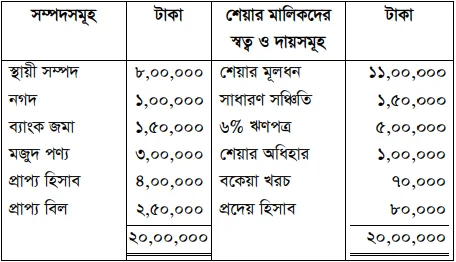 সম্পদসমূহ টাকা শেয়ার মালিকদের স্বত্ব ও দায়সমূহ টাকা
স্থায়ী সম্পদ ৮,০০,০০০ শেয়ার মূলধন ১১,০০,০০০
নগদ ১,০০,০০০ সাধারণ সঞ্চিতি ১,৫০,০০০
ব্যাংক জমা ১,৫০,০০০ ৬% ঋণপত্র ৫,০০,০০০
মজুদ পণ্য ৩,০০,০০০ শেয়ার অধিহার ১,০০,০০০
প্রাপ্য হিসাব ৪,০০,০০০ বকেয়া খরচ ৭০,০০০
প্রাপ্য বিল ২,৫০,০০০ প্রদেয় হিসাব ৮০,০০০
২০,০০,০০০ ২০,০০,০০০